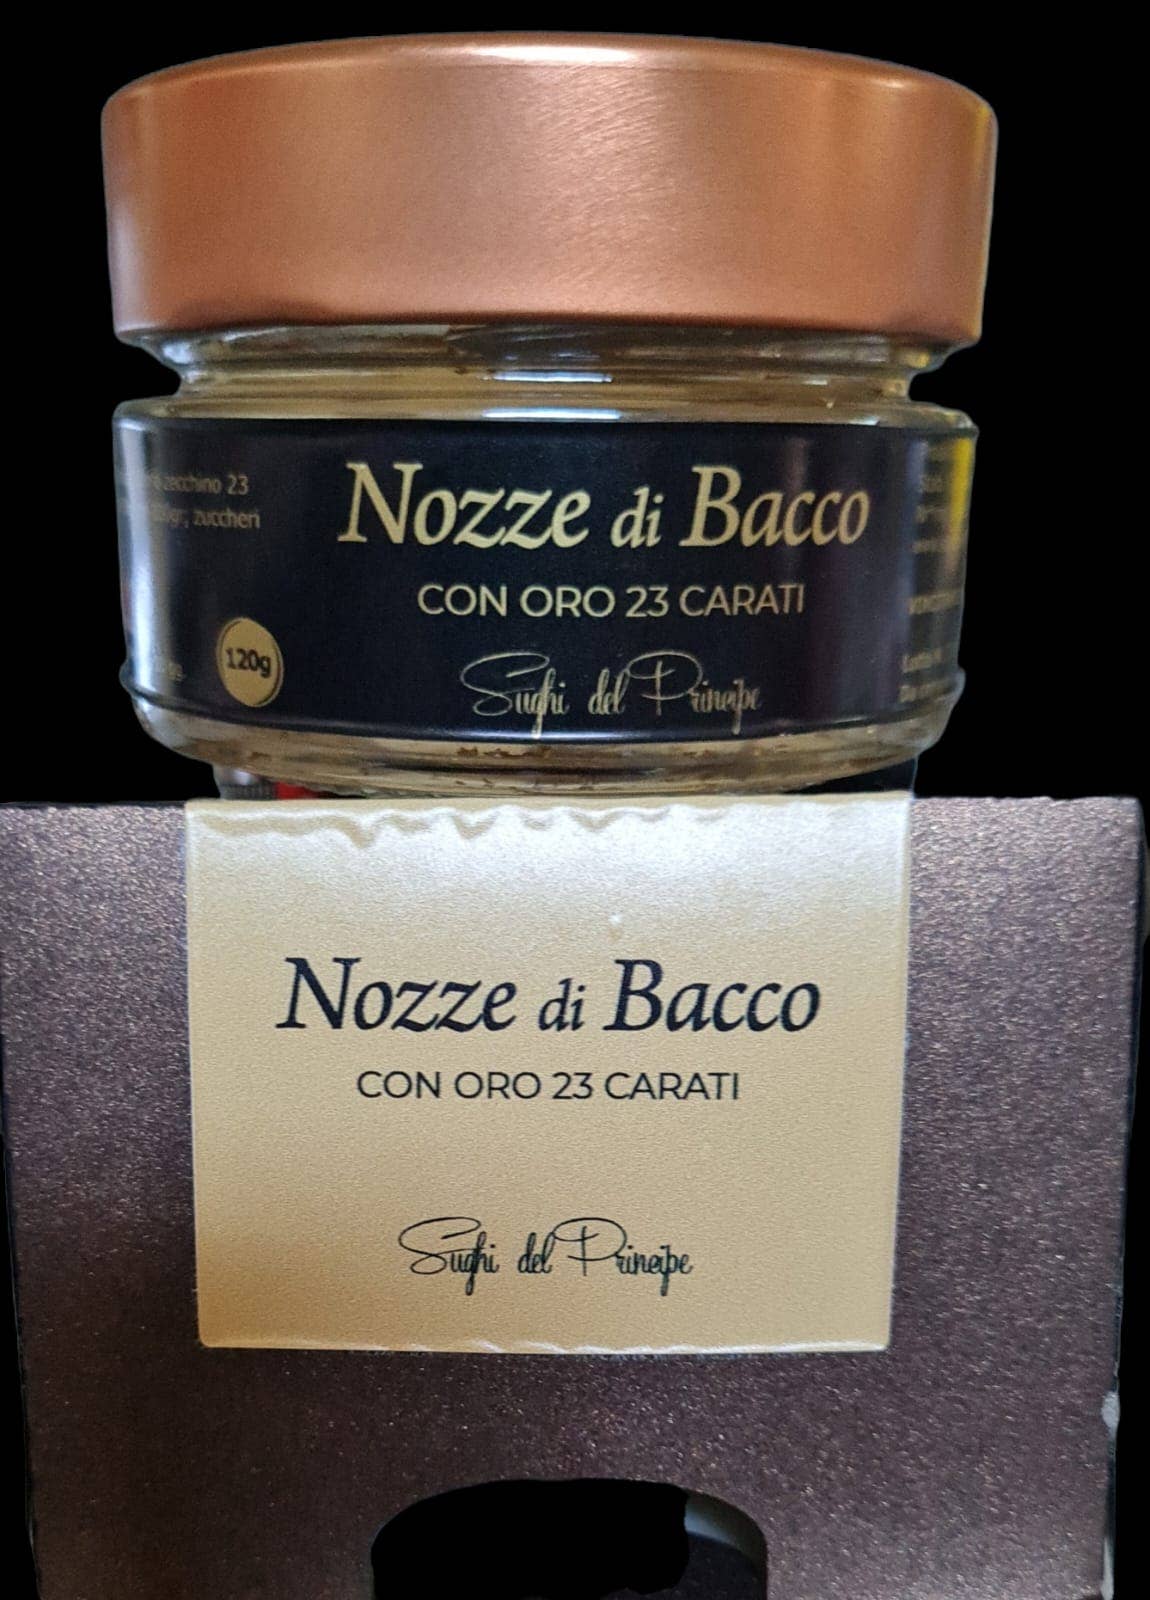 zecchino 23
zuccheri
Nozze di Bacco
CON ORO 23 CARATI
120g
Sughi del Principe
Nozze di Bacco
CON ORO 23 CARATI
Sughi del Principe